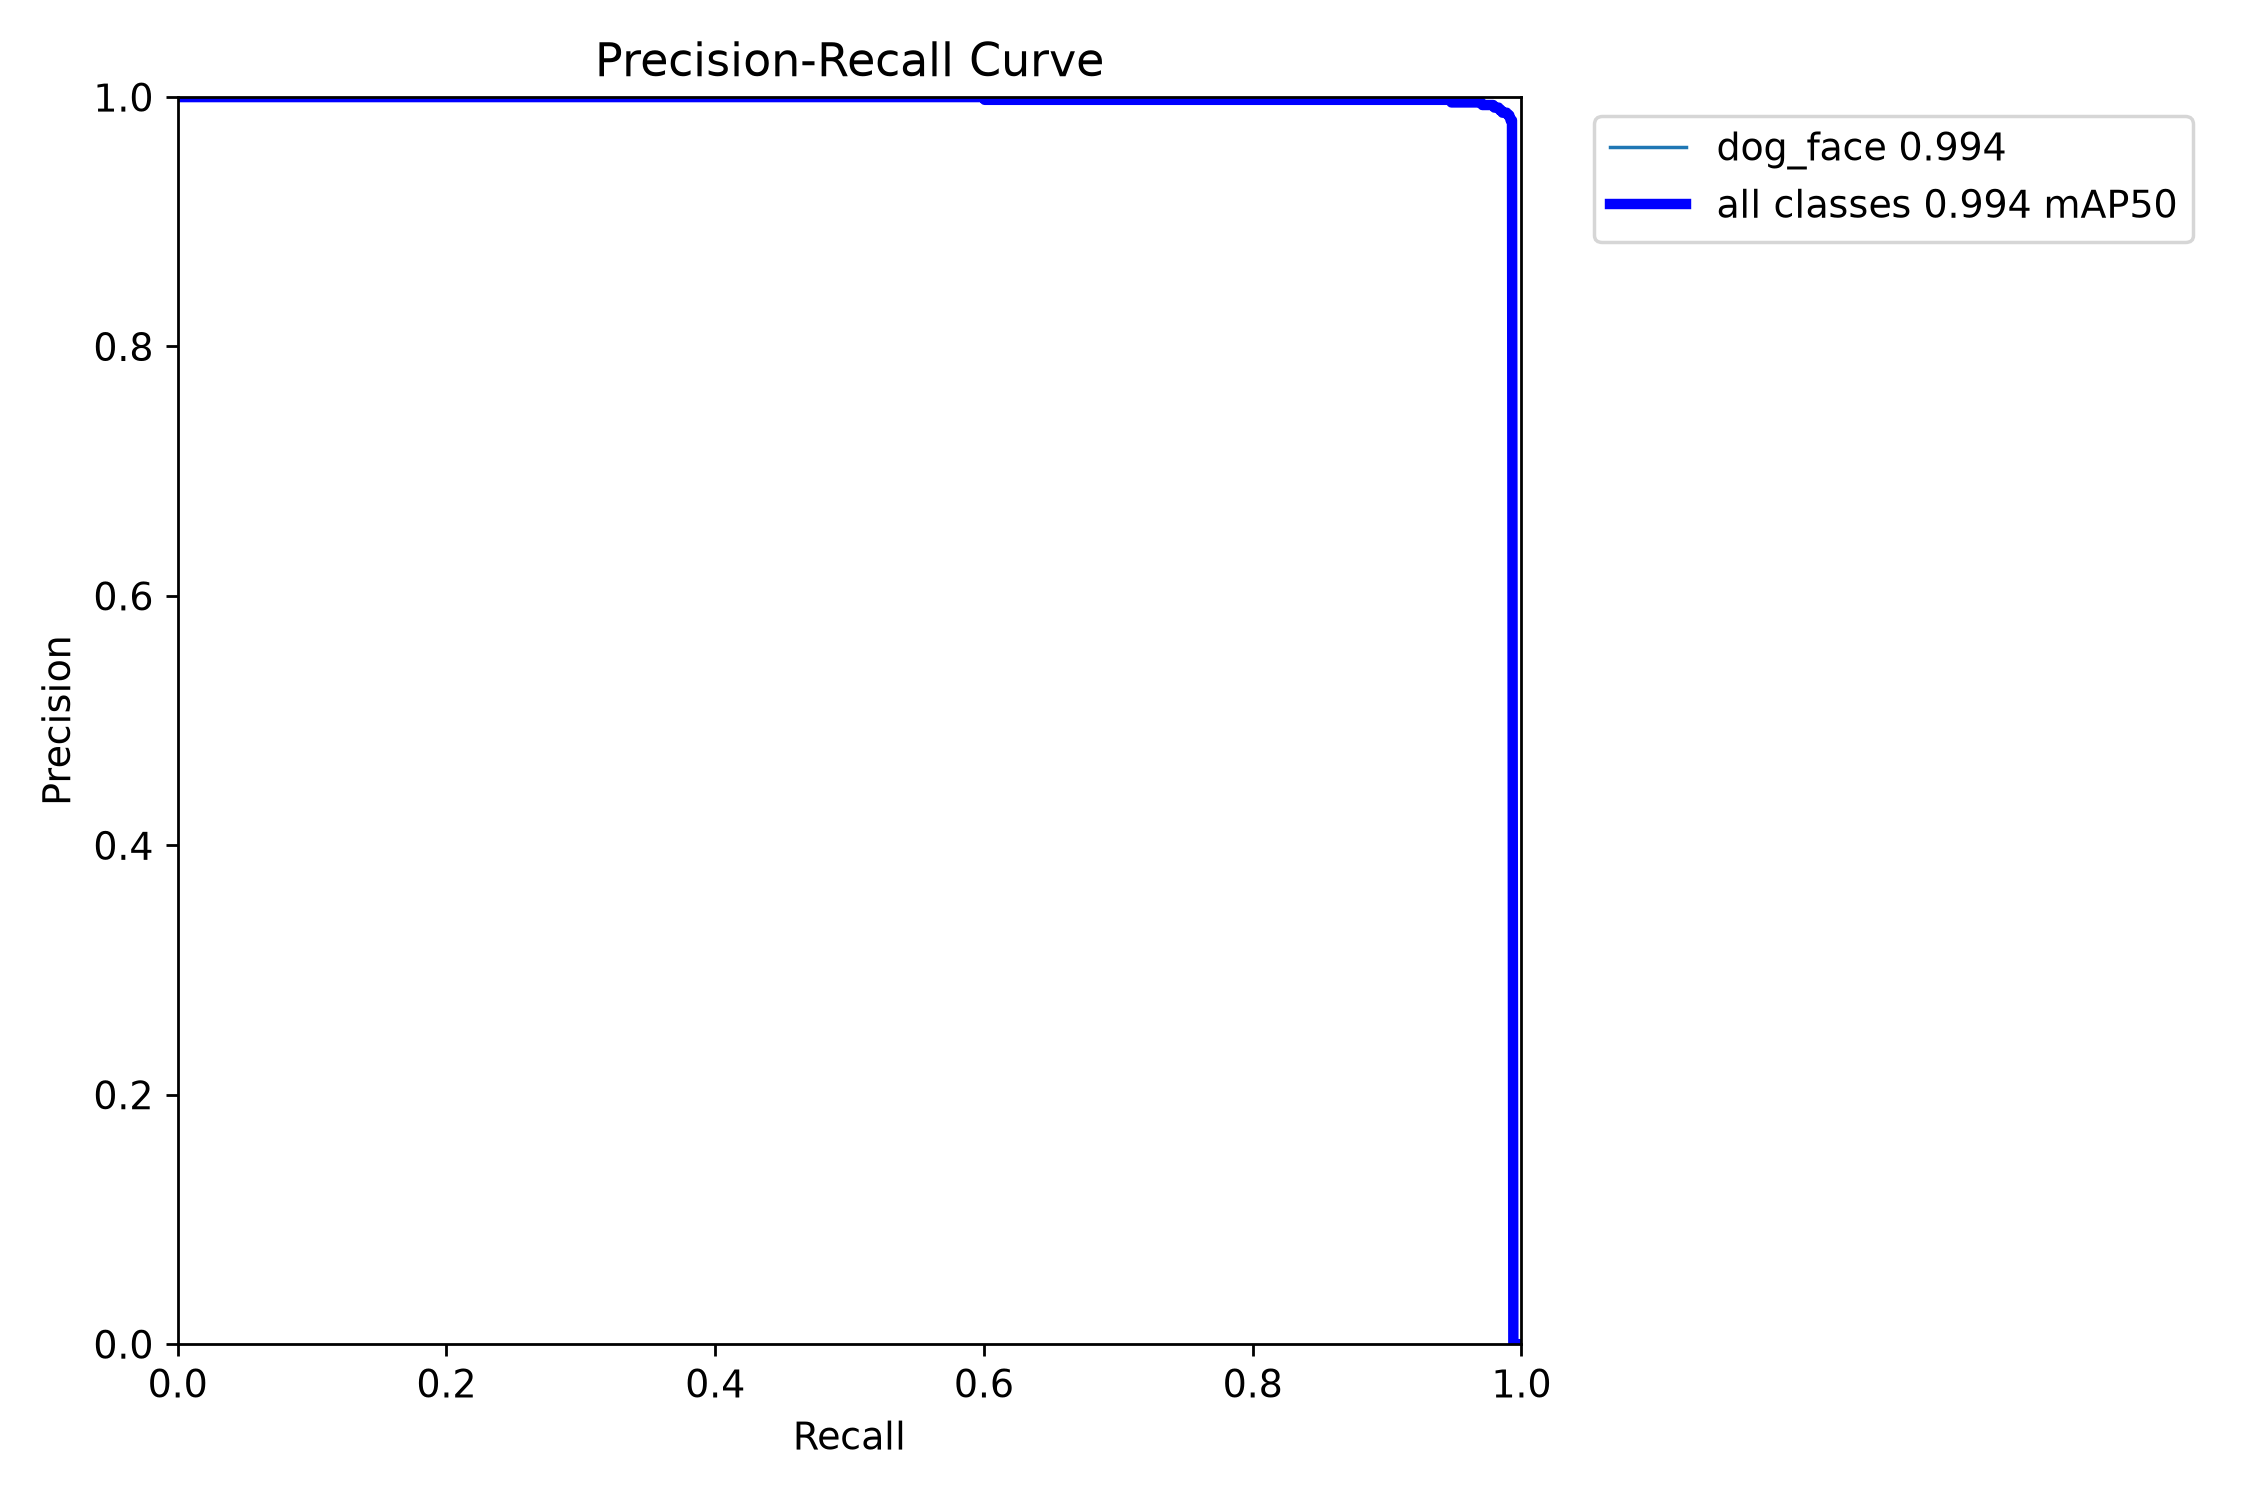 Precision-Recall Curve
1.0
0.8
0.6
0.4
0.2
0.0
Precision
0.0 0.2 0.4 0.6 0.8 1.0
Recall
dog_face 0.994
all classes 0.994 mAP50